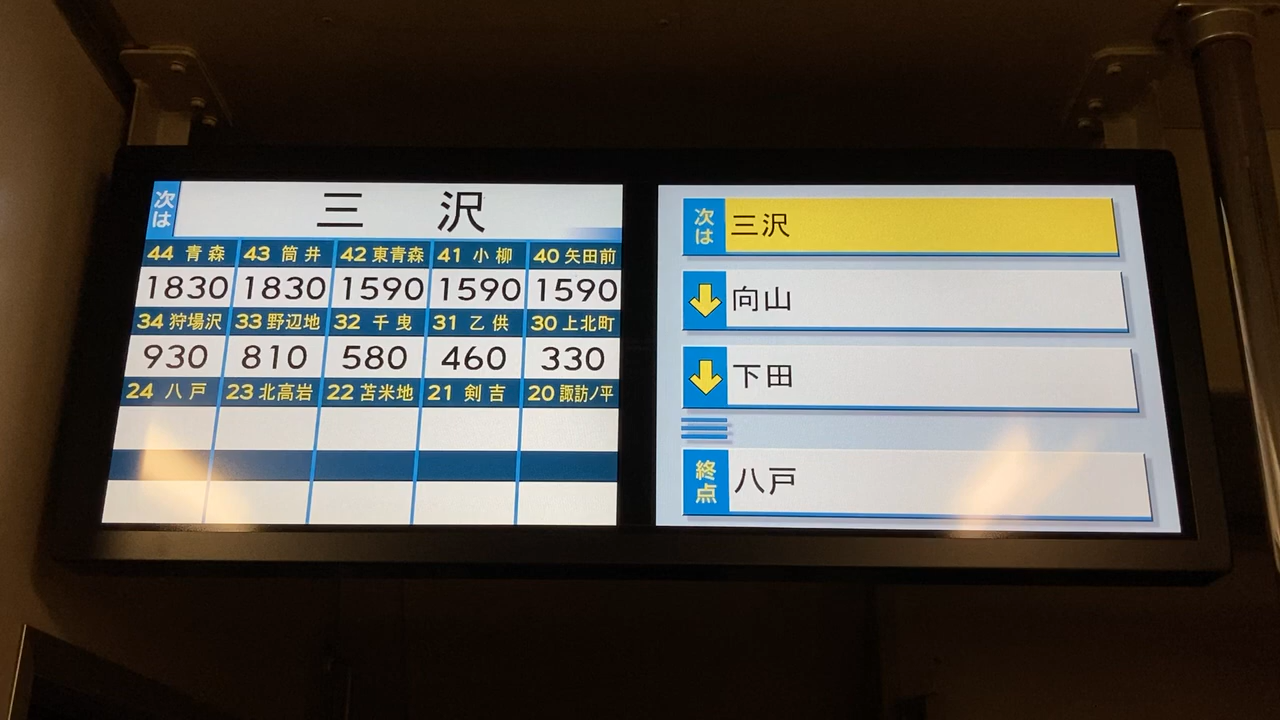 次は 三沢
44 青森 43 筒井 42 東青森 41 小柳 40 矢田前
1830 1830 1590 1590 1590
34 狩場沢 33 野辺地 32 千曳 31 乙供 30 上北町
930 810 580 460 330
24 八戸 23 北高岩 22 苫米地 21 剣吉 20 諏訪ノ平
次は 三沢
向山
下田
終点 八戸